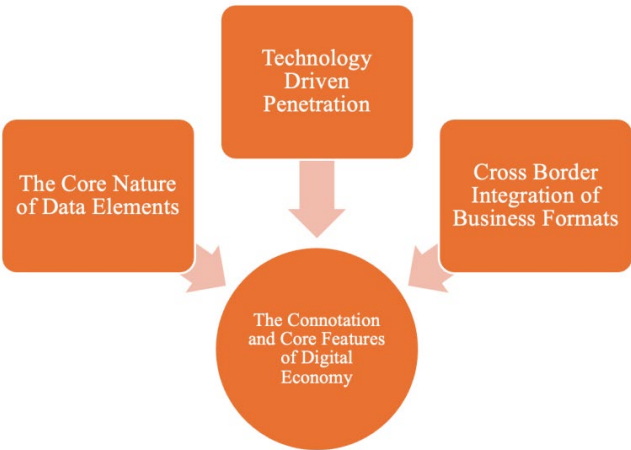 Technology
Driven
Penetration
The Core Nature
of Data Elements
Cross Border
Integration of
Business Formats
The Connotation
and Core Features
of Digital
Economy